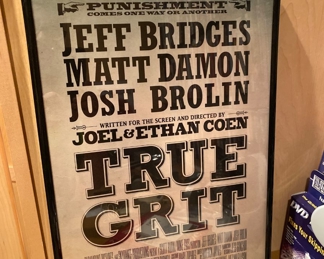 PUNISHMENT
COMES ONE WAY OR ANOTHER
JEFF BRIDGES
MATT DAMON
JOSH BROLIN
WRITTEN FOR THE SCREEN AND DIRECTED BY
JOEL & ETHAN COEN
TRUE
GRIT
DVD